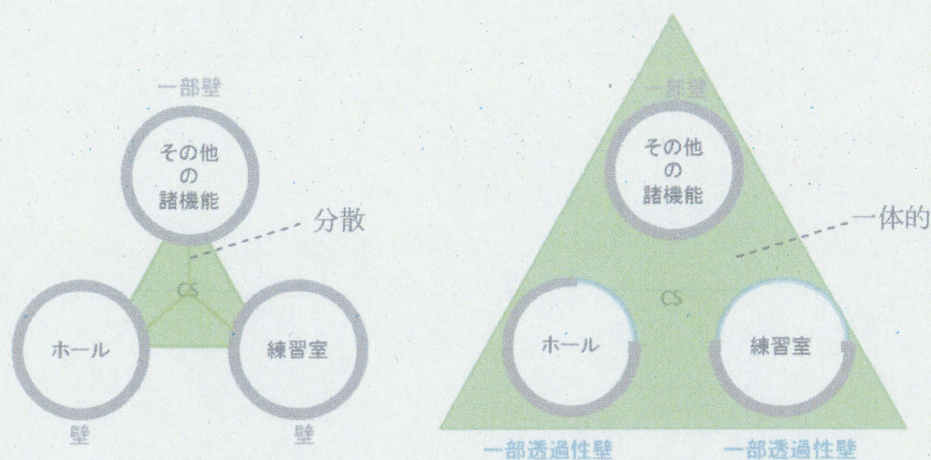 一部壁
その他
の
諸機能
分散
CS
ホール
練習室
壁
壁
一部壁
その他
の
諸機能
一体的
CS
ホール
練習室
一部透過性壁
一部透過性壁